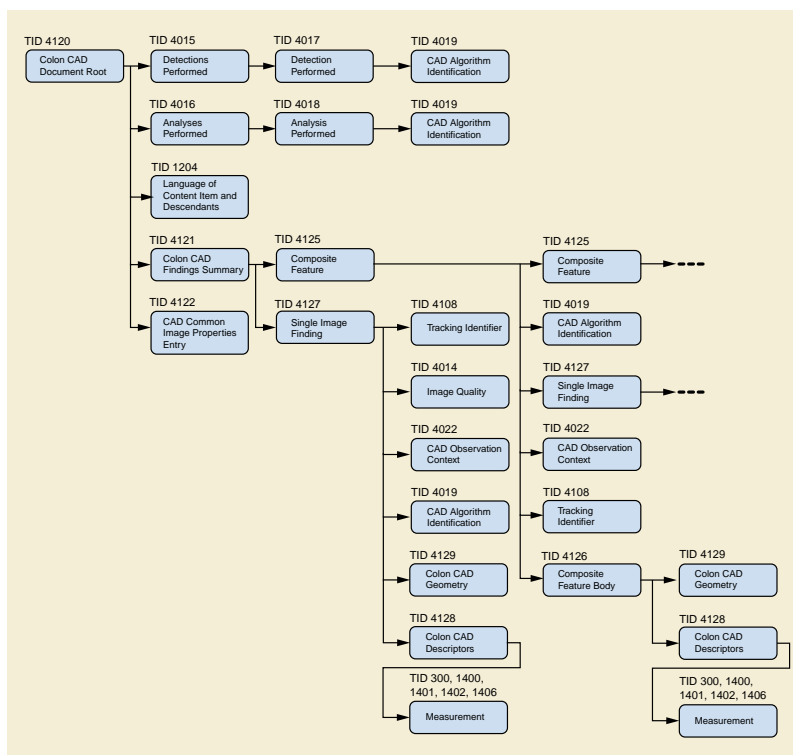 TID 4120
Colon CAD
Document Root
TID 4015
Detections
Performed
TID 4017
Detection
Performed
TID 4019
CAD Algorithm
Identification
TID 4016
Analyses
Performed
TID 4018
Analysis
Performed
TID 4019
CAD Algorithm
Identification
TID 1204
Language of
Content Item and
Descendants
TID 4121
Colon CAD
Findings Summary
TID 4125
Composite
Feature
TID 4125
Composite
Feature
TID 4122
CAD Common
Image Properties
Entry
TID 4127
Single Image
Finding
TID 4108
Tracking Identifier
TID 4019
CAD Algorithm
Identification
TID 4014
Image Quality
TID 4127
Single Image
Finding
TID 4022
CAD Observation
Context
TID 4022
CAD Observation
Context
TID 4019
CAD Algorithm
Identification
TID 4108
Tracking
Identifier
TID 4129
Colon CAD
Geometry
TID 4126
Composite
Feature Body
TID 4129
Colon CAD
Geometry
TID 4128
Colon CAD
Descriptors
TID 4128
Colon CAD
Descriptors
TID 300, 1400,
1401, 1402, 1406
Measurement
TID 300, 1400,
1401, 1402, 1406
Measurement